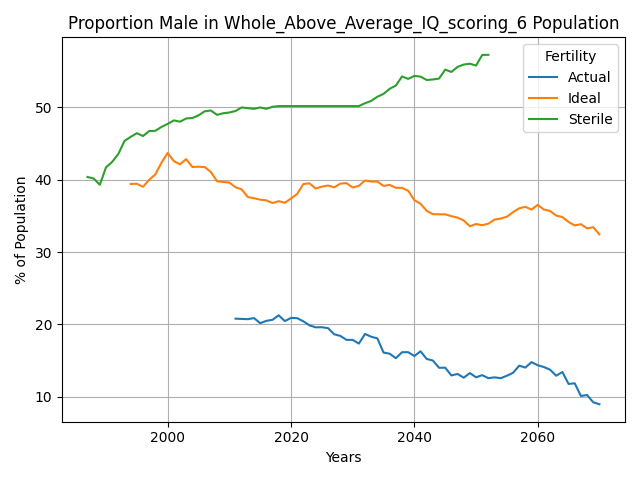 Proportion Male in Whole_Above_Average_IQ_scoring_6 Population
% of Population
50
40
30
20
10
Fertility
Actual
Ideal
Sterile
2000
2020
2040
2060
Years